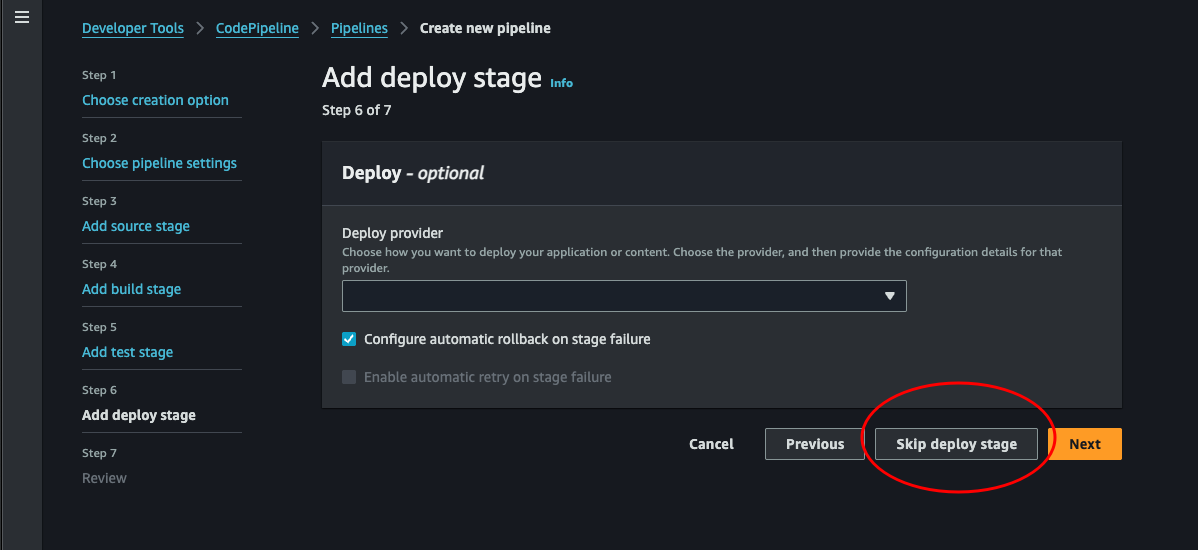 Developer Tools > CodePipeline > Pipelines > Create new pipeline
Step 1
Choose creation option
Step 2
Choose pipeline settings
Step 3
Add source stage
Step 4
Add build stage
Step 5
Add test stage
Step 6
Add deploy stage
Step 7
Review
Add deploy stage Info
Step 6 of 7
Deploy - optional
Deploy provider
Choose how you want to deploy your application or content. Choose the provider, and then provide the configuration details for that
provider.
Configure automatic rollback on stage failure
Enable automatic retry on stage failure
Cancel Previous Skip deploy stage Next